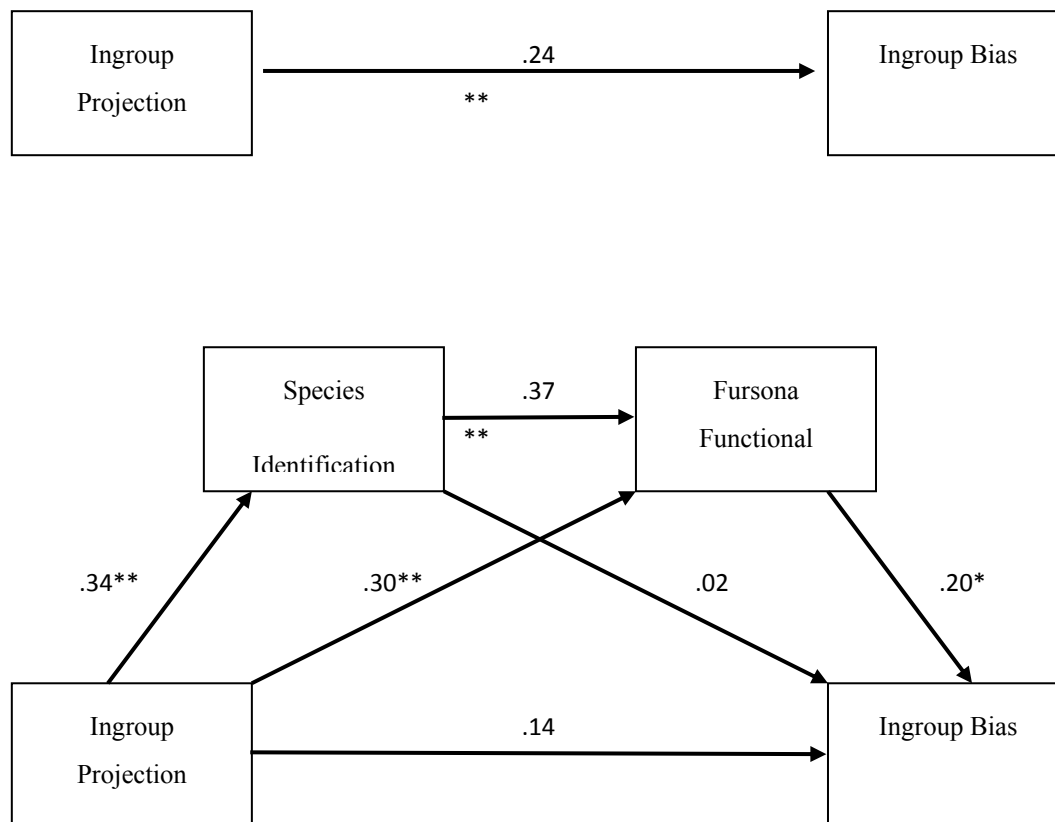 Ingroup
Projection
.24
**
Ingroup Bias
Species
Identification
.37
**
Fursona
Functional
.34**
.30**
.02
.20*
Ingroup
Projection
.14
Ingroup Bias